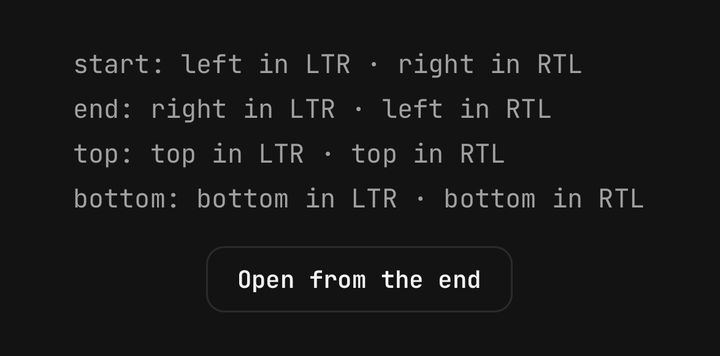 start: left in LTR · right in RTL
end: right in LTR · left in RTL
top: top in LTR · top in RTL
bottom: bottom in LTR · bottom in RTL
Open from the end